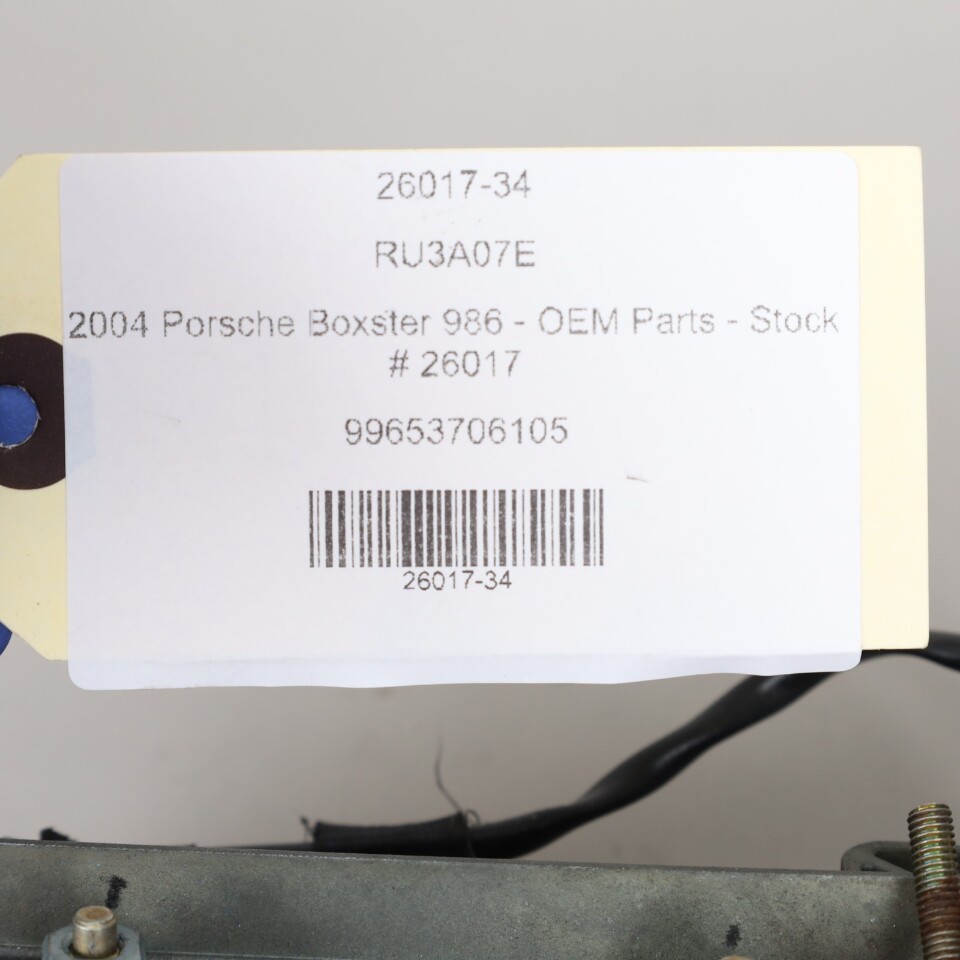 26017-34
RU3A07E
2004 Porsche Boxster 986 - OEM Parts - Stock
# 26017
99653706105
26017-34